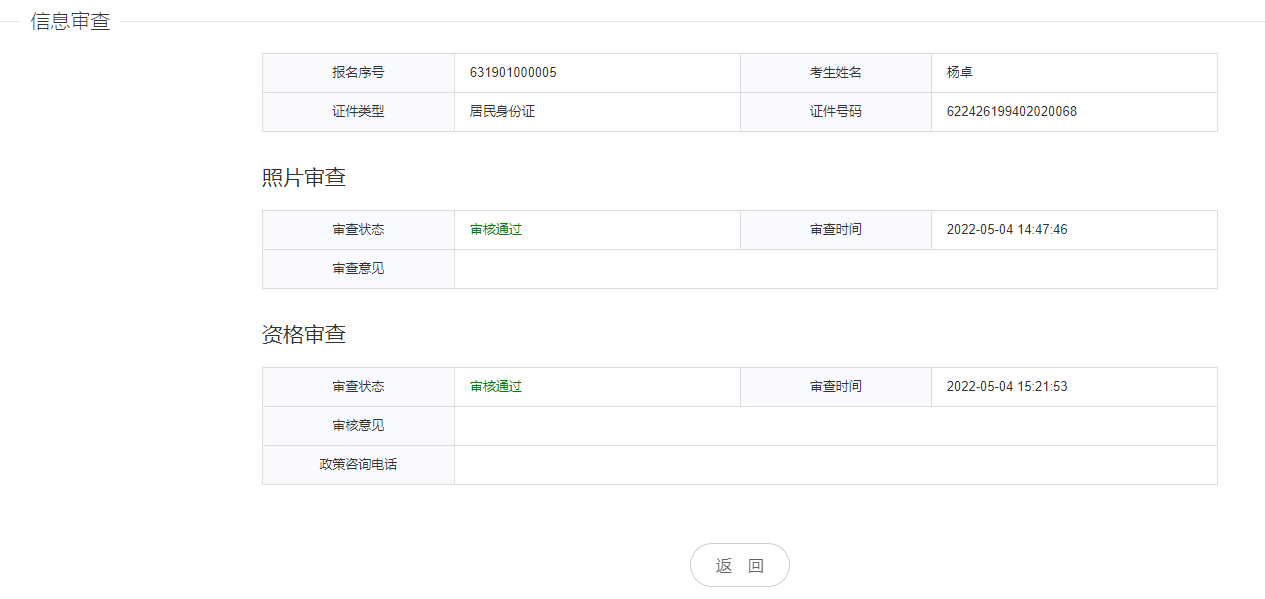 信息审查
报名序号 631901000005 考生姓名 杨卓
证件类型 居民身份证 证件号码 622426199402020068
照片审查
审查状态 审核通过 审查时间 2022-05-04 14:47:46
审查意见
资格审查
审查状态 审核通过 审查时间 2022-05-04 15:21:53
审核意见
政策咨询电话
返 回